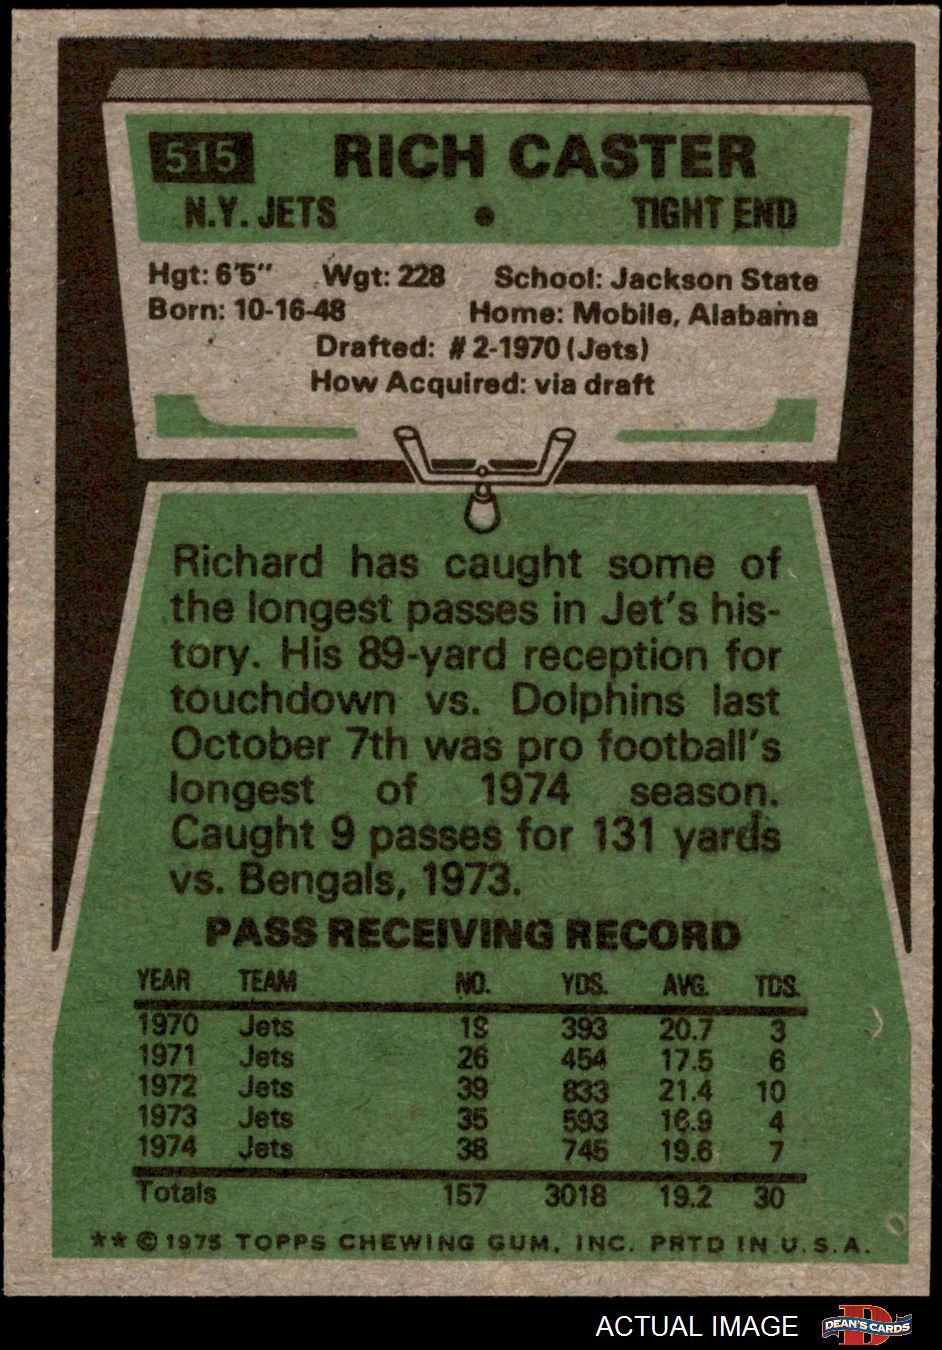 515 RICH CASTER
N.Y. JETS • TIGHT END
Hgt: 6'5" Wgt: 228 School: Jackson State
Born: 10-16-48 Home: Mobile, Alabama
Drafted: # 2-1970 (Jets)
How Acquired: via draft
Richard has caught some of
the longest passes in Jet's his-
tory. His 89-yard reception for
touchdown vs. Dolphins last
October 7th was pro football's
longest of 1974 season.
Caught 9 passes for 131 yards
vs. Bengals, 1973.
PASS RECEIVING RECORD
YEAR TEAM NO. YDS. AVG. TDS.
1970 Jets 19 393 20.7 3
1971 Jets 26 454 17.5 6
1972 Jets 39 833 21.4 10
1973 Jets 35 593 16.9 4
1974 Jets 38 745 19.6 7
Totals 157 3018 19.2 30
** © 1975 TOPPS CHEWING GUM, INC. PRTD IN U.S.A.
ACTUAL IMAGE DEAN'S CARDS